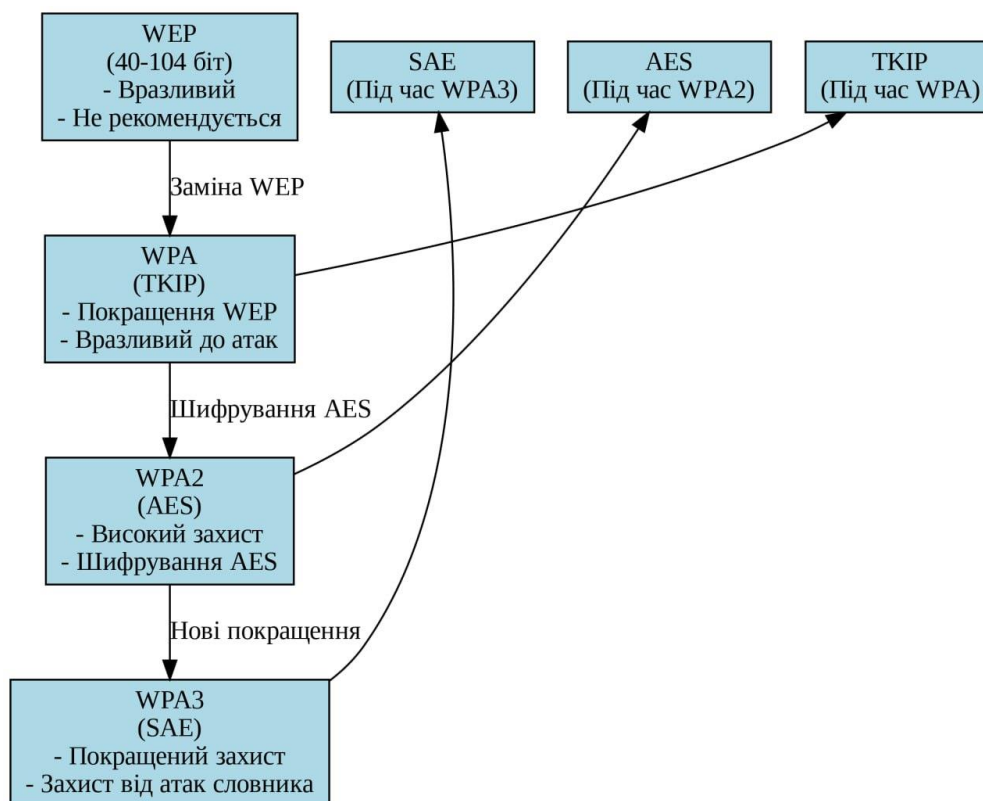 WEP
(40-104 біт)
- Вразливий
- Не рекомендується
SAE
(Під час WPA3)
AES
(Під час WPA2)
TKIP
(Під час WPA)
Заміна WEP
WPA
(TKIP)
- Покращення WEP
- Вразливий до атак
Шифрування AES
WPA2
(AES)
- Високий захист
- Шифрування AES
Нові покращення
WPA3
(SAE)
- Покращений захист
- Захист від атак словника